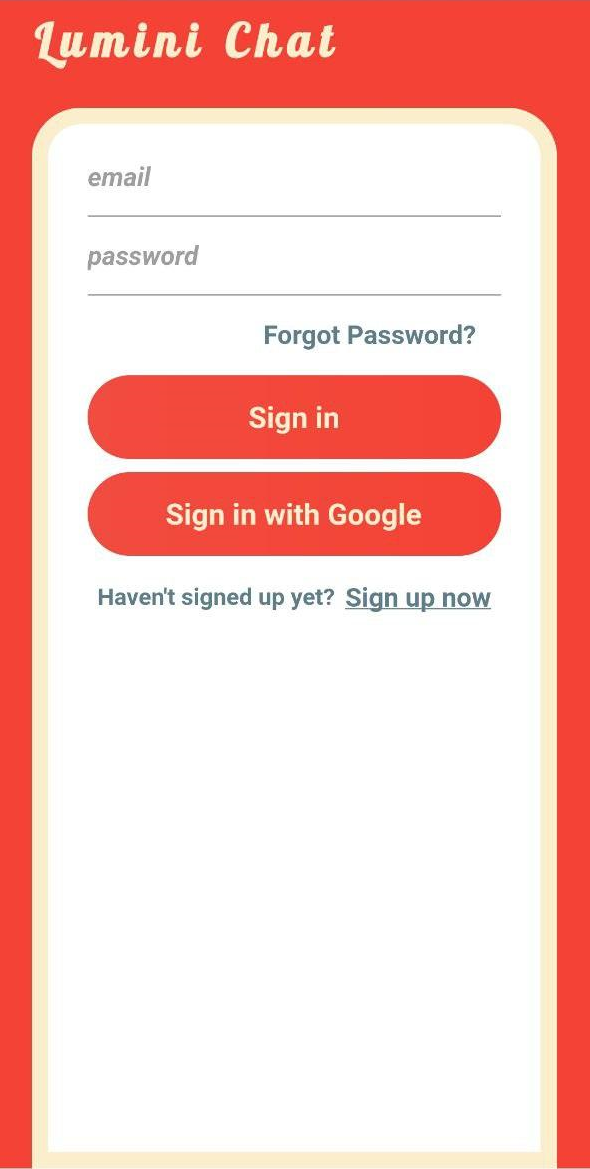 Lumini Chat
email
password
Forgot Password?
Sign in
Sign in with Google
Haven't signed up yet? Sign up now